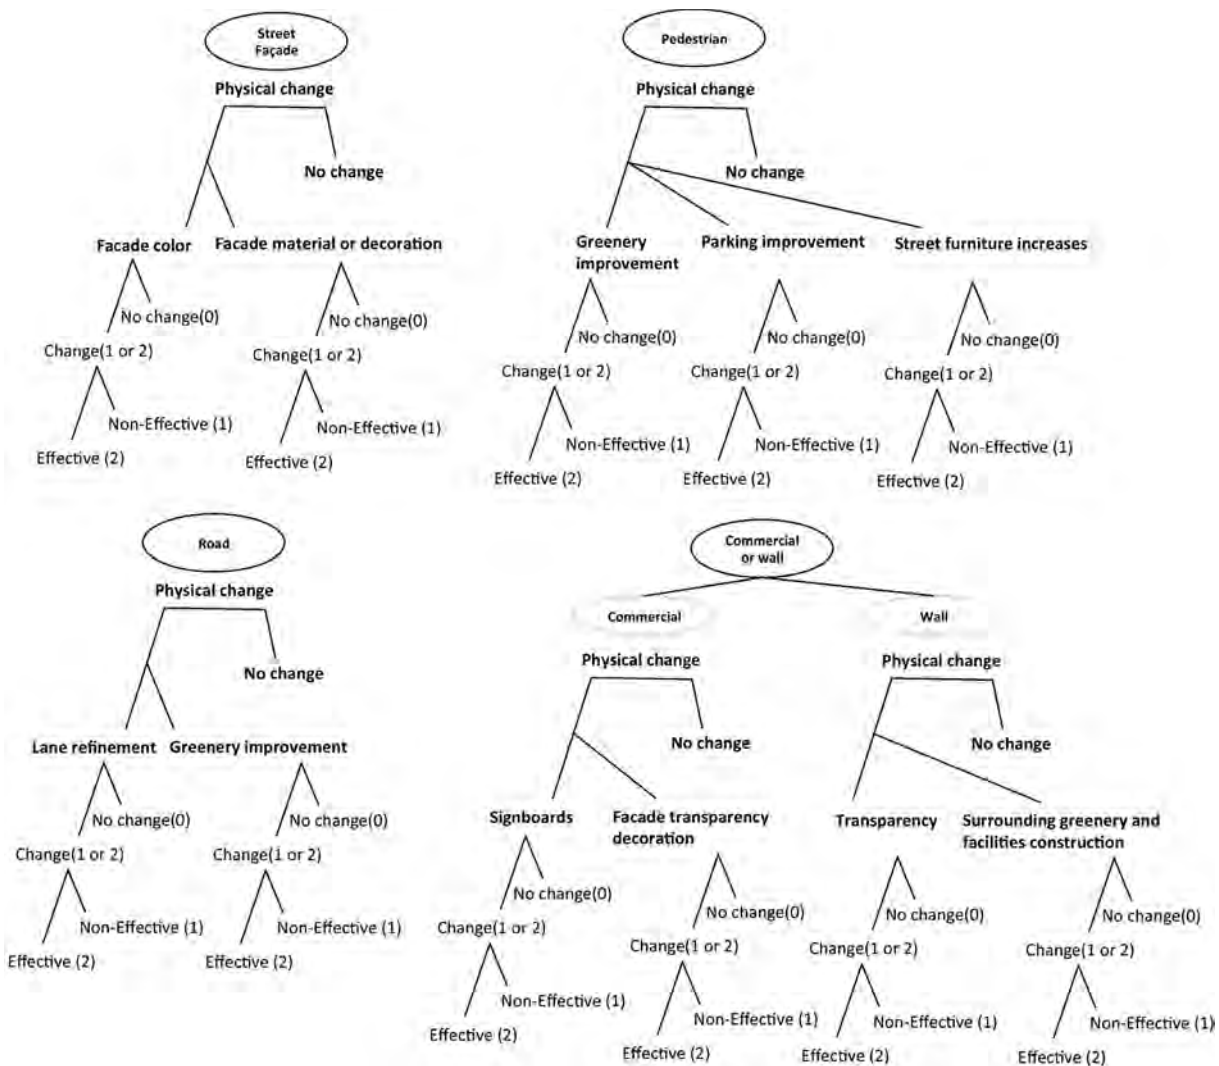 Street
Façade
Physical change
No change
Facade color
Facade material or decoration
No change(0)
No change(0)
Change(1 or 2)
Change(1 or 2)
Non-Effective (1)
Non-Effective (1)
Effective (2)
Effective (2)
Pedestrian
Physical change
No change
Greenery
improvement
Parking improvement
Street furniture increases
No change(0)
No change(0)
No change(0)
Change(1 or 2)
Change(1 or 2)
Change(1 or 2)
Non-Effective (1)
Non-Effective (1)
Non-Effective (1)
Effective (2)
Effective (2)
Effective (2)
Road
Physical change
No change
Lane refinement
Greenery improvement
No change(0)
No change(0)
Change(1 or 2)
Change(1 or 2)
Non-Effective (1)
Non-Effective (1)
Effective (2)
Effective (2)
Commercial
or wall
Commercial
Wall
Physical change
Physical change
No change
No change
Signboards
Facade transparency
decoration
Transparency
Surrounding greenery and
facilities construction
No change(0)
No change(0)
No change(0)
No change(0)
Change(1 or 2)
Change(1 or 2)
Change(1 or 2)
Change(1 or 2)
Non-Effective (1)
Non-Effective (1)
Non-Effective (1)
Non-Effective (1)
Effective (2)
Effective (2)
Effective (2)
Effective (2)